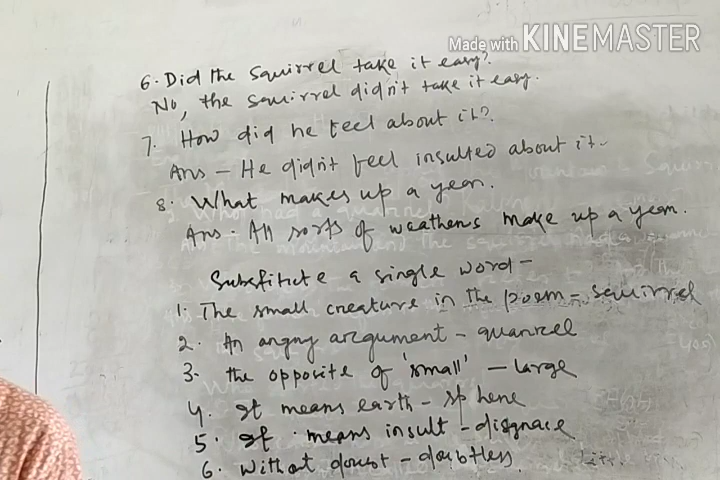 Made with KINEMASTER
6. Did the squirrel take it easy?
No, the squirrel didn't take it easy.
7. How did he feel about it?
Ans - He didn't feel insulted about it.
8. What makes up a year.
Ans. All sorts of weathers make up a year.
Substitute a single word -
1. The small creature in the poem - squirrel
2. An angry argument - quarrel
3. the opposite of 'small' - large
4. It means earth - sphere
5. It means insult - disgrace
6. Without doubt - doubtless